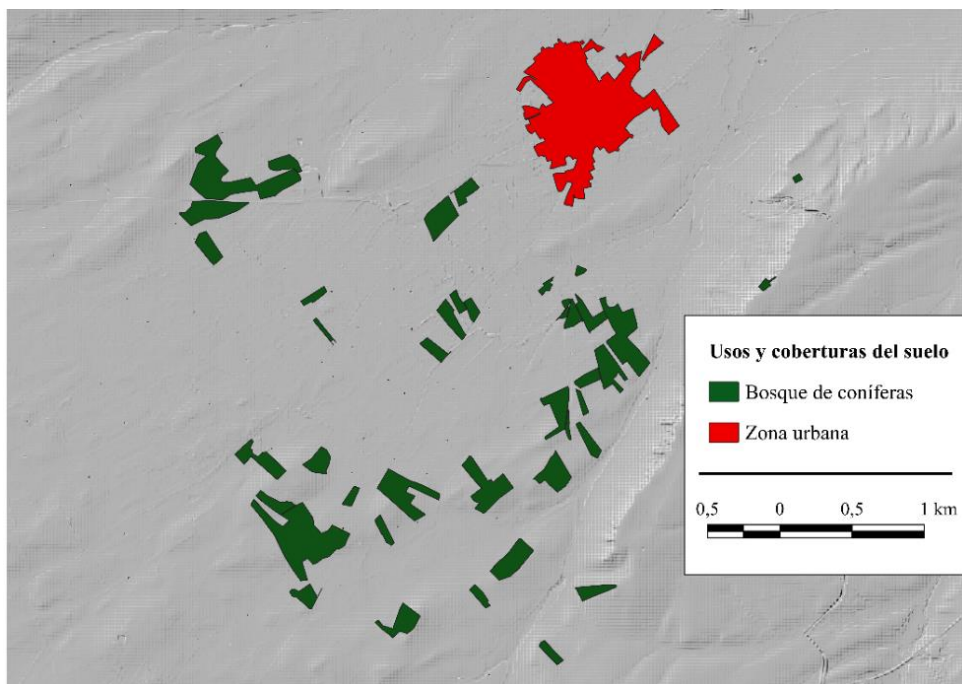 Usos y coberturas del suelo
Bosque de coníferas
Zona urbana
0,5 0 0,5 1 km